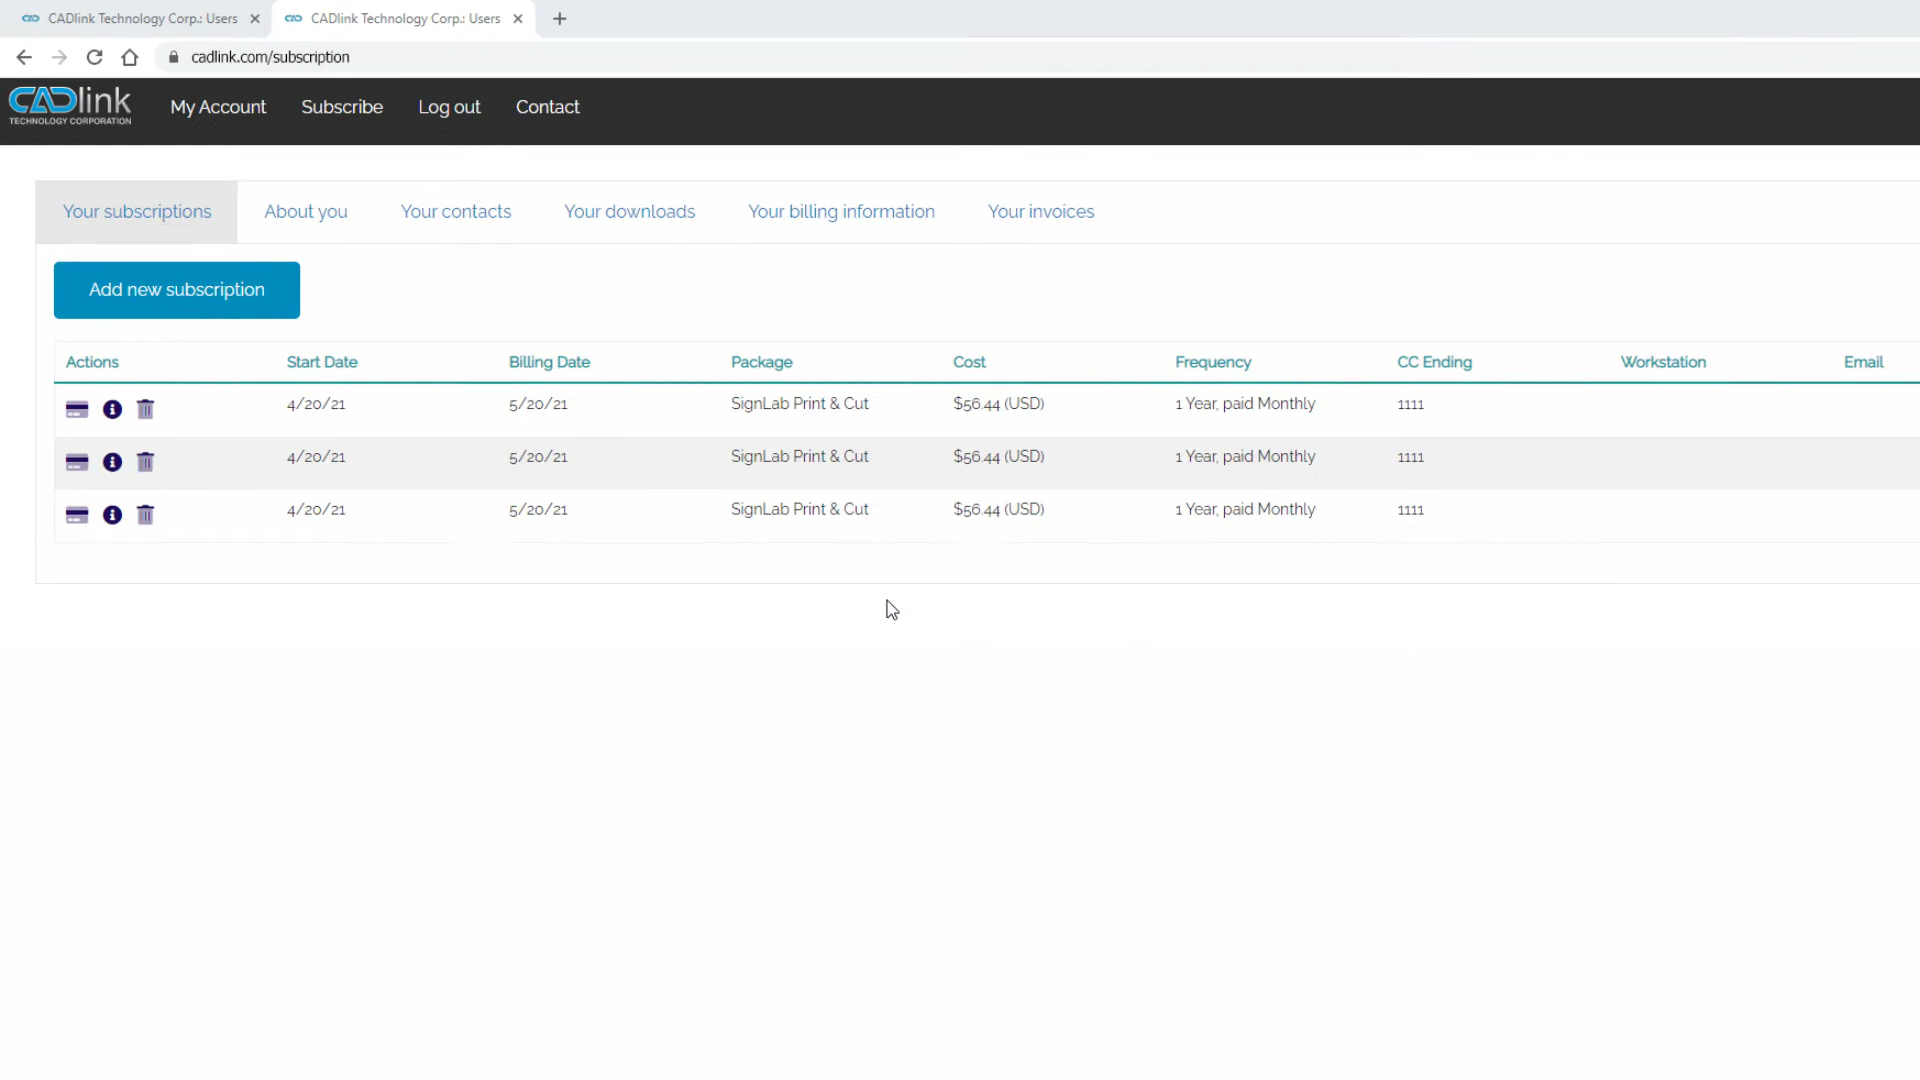 CADlink Technology Corp.: Users CADlink Technology Corp.: Users
cadlink.com/subscription
CADlink
TECHNOLOGY CORPORATION
My Account Subscribe Log out Contact
Your subscriptions About you Your contacts Your downloads Your billing information Your invoices
Add new subscription
Actions Start Date Billing Date Package Cost Frequency CC Ending Workstation Email
4/20/21 5/20/21 SignLab Print & Cut $56.44 (USD) 1 Year, paid Monthly 1111
4/20/21 5/20/21 SignLab Print & Cut $56.44 (USD) 1 Year, paid Monthly 1111
4/20/21 5/20/21 SignLab Print & Cut $56.44 (USD) 1 Year, paid Monthly 1111